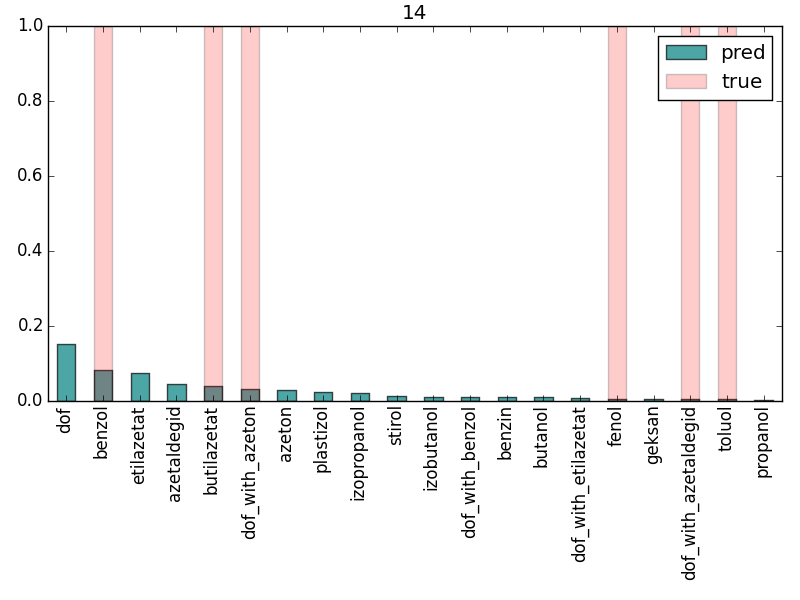 14
1.0
0.8
0.6
0.4
0.2
0.0
pred
true
dof
benzol
etilazetat
azetaldegid
butilazetat
dof_with_azeton
azeton
plastizol
izopropanol
stirol
izobutanol
dof_with_benzol
benzin
butanol
dof_with_etilazetat
fenol
geksan
dof_with_azetaldegid
toluol
propanol